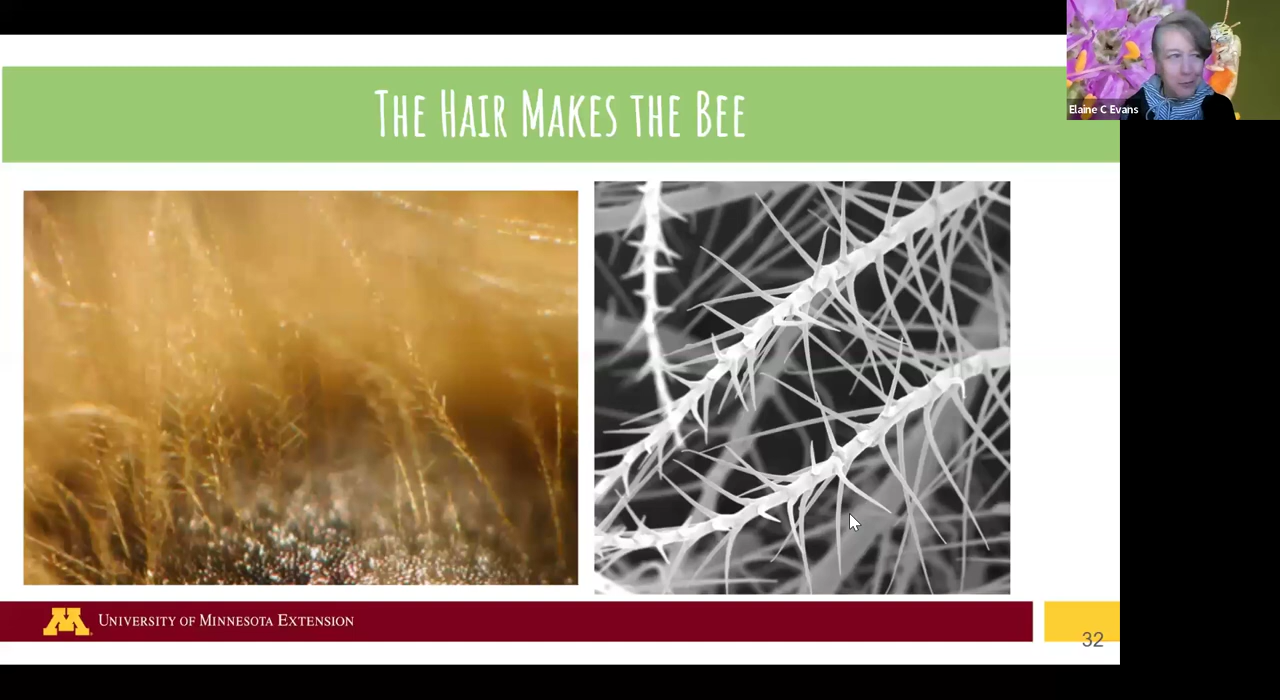 The Hair Makes the Bee
Elaine C Evans
University of Minnesota Extension
32